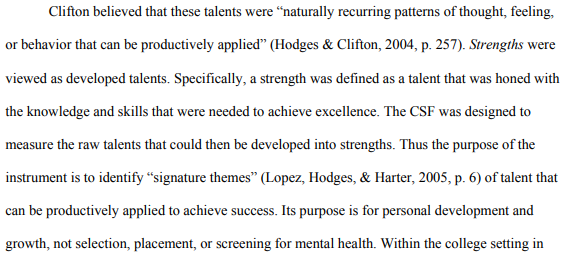 Clifton believed that these talents were “naturally recurring patterns of thought, feeling,
or behavior that can be productively applied” (Hodges & Clifton, 2004, p. 257). Strengths were
viewed as developed talents. Specifically, a strength was defined as a talent that was honed with
the knowledge and skills that were needed to achieve excellence. The CSF was designed to
measure the raw talents that could then be developed into strengths. Thus the purpose of the
instrument is to identify “signature themes” (Lopez, Hodges, & Harter, 2005, p. 6) of talent that
can be productively applied to achieve success. Its purpose is for personal development and
growth, not selection, placement, or screening for mental health. Within the college setting in